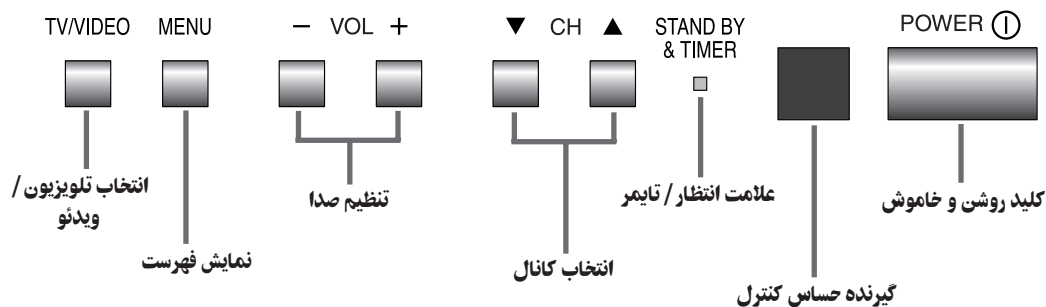 TV/VIDEO MENU − VOL + ▼ CH ▲ STAND BY POWER
& TIMER
انتخاب تلویزیون /
ویدئو
نمایش فهرست
تنظیم صدا
انتخاب کانال
علامت انتظار / تایمر
گیرنده حساس کنترل
کلید روشن و خاموش